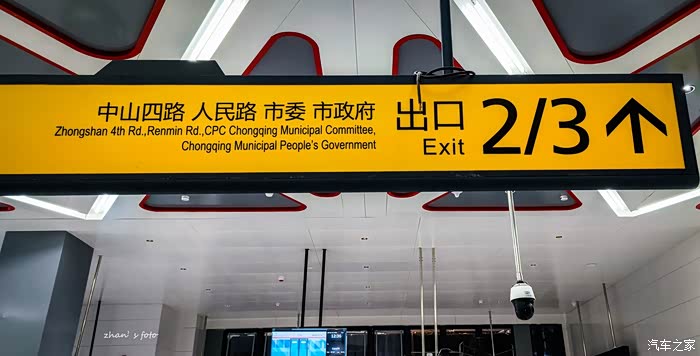 中山四路 人民路 市委 市政府
Zhongshan 4th Rd.,Renmin Rd.,CPC Chongqing Municipal Committee,
Chongqing Municipal People's Government
出口
Exit
2/3
zhan' s foto
汽车之家